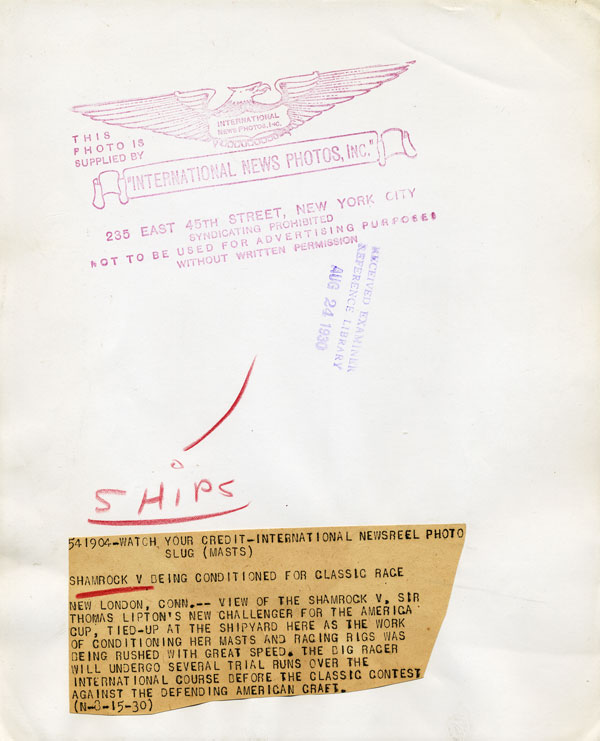 INTERNATIONAL
NEWS PHOTOS, INC.
THIS
PHOTO IS
SUPPLIED BY
"INTERNATIONAL NEWS PHOTOS, INC."
235 EAST 45TH STREET, NEW YORK CITY
SYNDICATING PROHIBITED
NOT TO BE USED FOR ADVERTISING PURPOSES
WITHOUT WRITTEN PERMISSION
RECEIVED EXAMINER
REFERENCE LIBRARY
AUG 24 1930
SHIPS
541904-WATCH YOUR CREDIT-INTERNATIONAL NEWSREEL PHOTO
SLUG (MASTS)
SHAMROCK V BEING CONDITIONED FOR CLASSIC RACE
NEW LONDON, CONN.-- VIEW OF THE SHAMROCK V, SIR
THOMAS LIPTON'S NEW CHALLENGER FOR THE AMERICA
CUP, TIED-UP AT THE SHIPYARD HERE AS THE WORK
OF CONDITIONING HER MASTS AND RACING RIGS WAS
BEING RUSHED WITH GREAT SPEED. THE BIG RACER
WILL UNDERGO SEVERAL TRIAL RUNS OVER THE
INTERNATIONAL COURSE BEFORE THE CLASSIC CONTEST
AGAINST THE DEFENDING AMERICAN CRAFT.
(N-8-15-30)